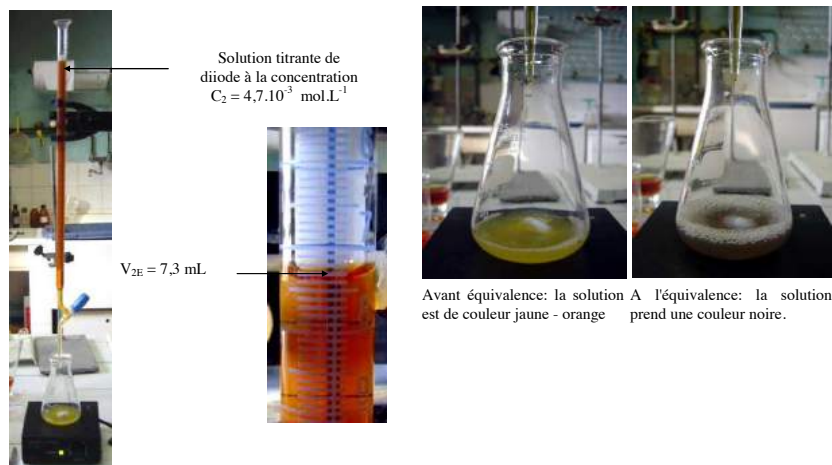 Solution titrante de
diiode à la concentration
C₂ = 4,7.10⁻³ mol.L⁻¹
V₂E = 7,3 mL
Avant équivalence: la solution
est de couleur jaune - orange
A l'équivalence: la solution
prend une couleur noire.